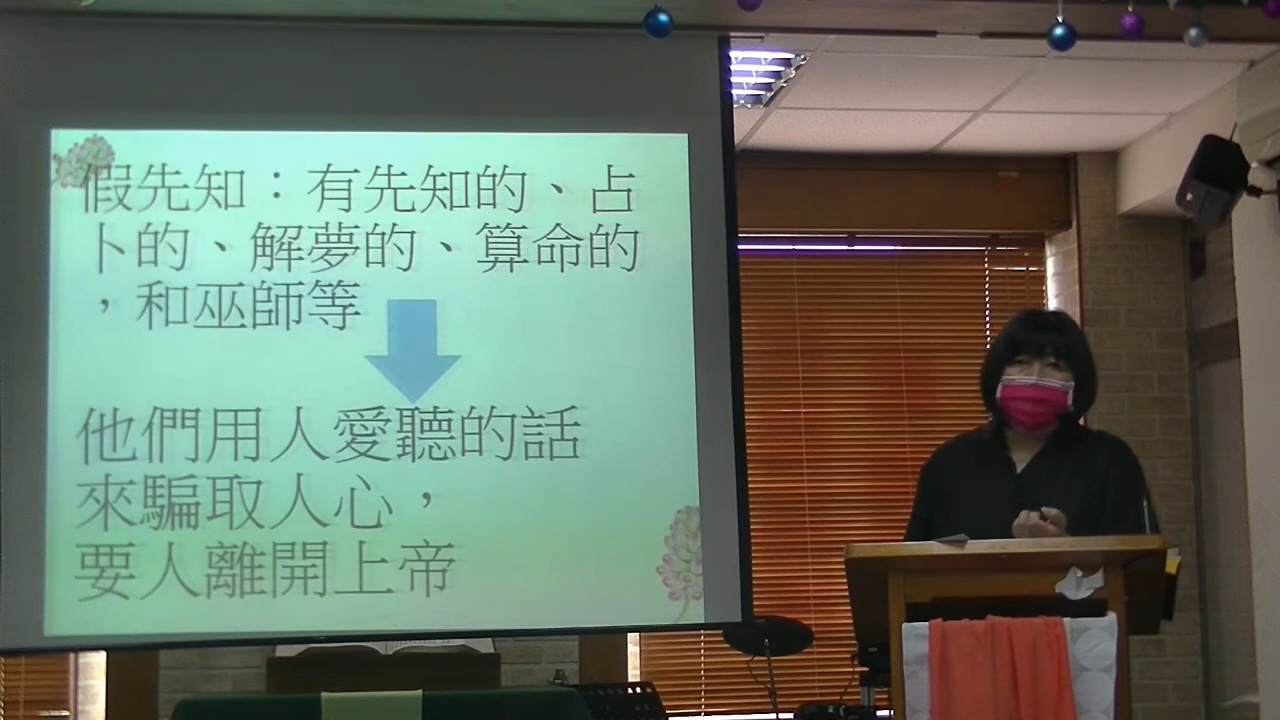 假先知：有先知的、占
卜的、解夢的、算命的
，和巫師等
他們用人愛聽的話
來騙取人心，
要人離開上帝